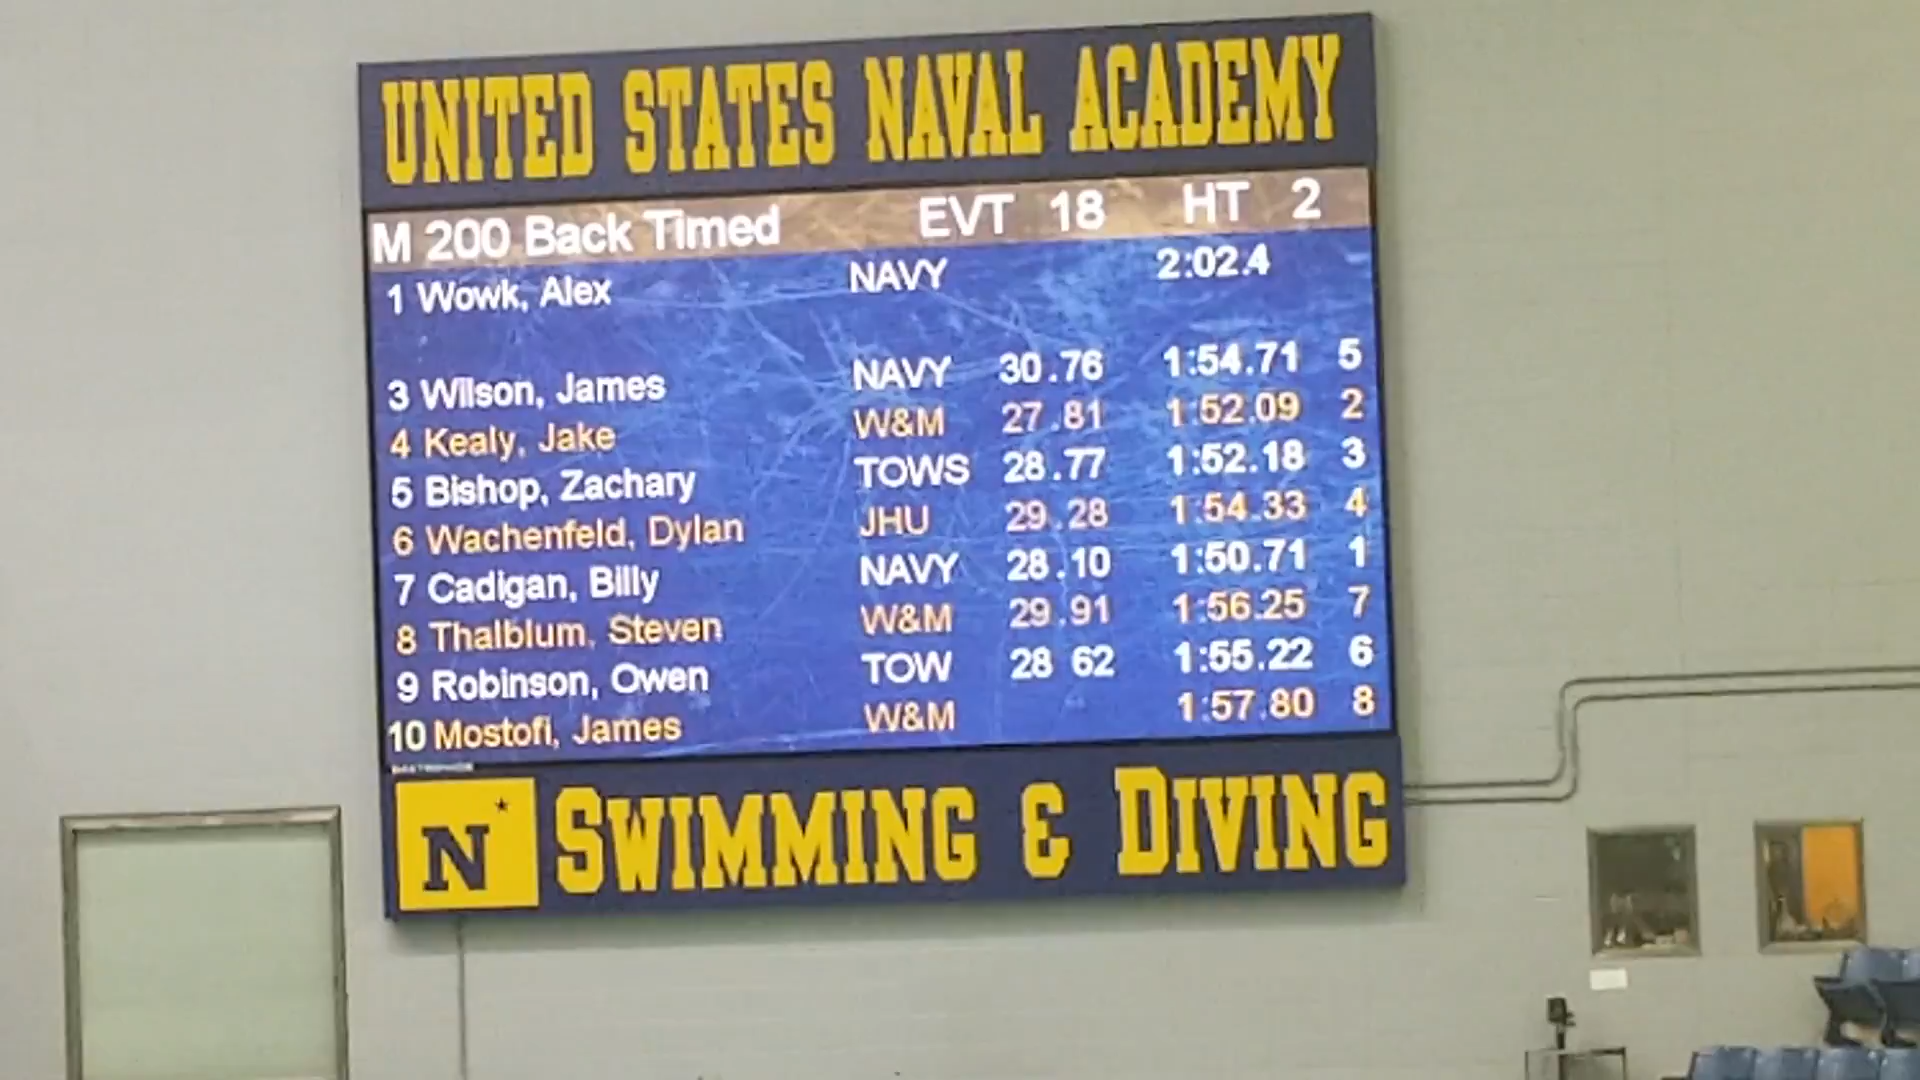 UNITED STATES NAVAL ACADEMY
M 200 Back Timed EVT 18 HT 2
1 Wowk, Alex NAVY 2:02.4
3 Wilson, James NAVY 30.76 1:54.71 5
4 Kealy, Jake W&M 27.81 1:52.09 2
5 Bishop, Zachary TOWS 28.77 1:52.18 3
6 Wachenfeld, Dylan JHU 29.28 1:54.33 4
7 Cadigan, Billy NAVY 28.10 1:50.71 1
8 Thalblum, Steven W&M 29.91 1:56.25 7
9 Robinson, Owen TOW 28 62 1:55.22 6
10 Mostofi, James W&M 1:57.80 8
N SWIMMING & DIVING